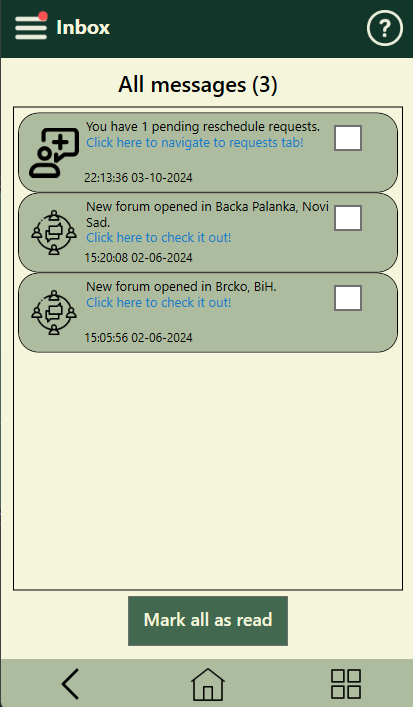 Inbox
?
All messages (3)
You have 1 pending reschedule requests.
Click here to navigate to requests tab!
22:13:36 03-10-2024
New forum opened in Backa Palanka, Novi
Sad.
Click here to check it out!
15:20:08 02-06-2024
New forum opened in Brcko, BiH.
Click here to check it out!
15:05:56 02-06-2024
Mark all as read